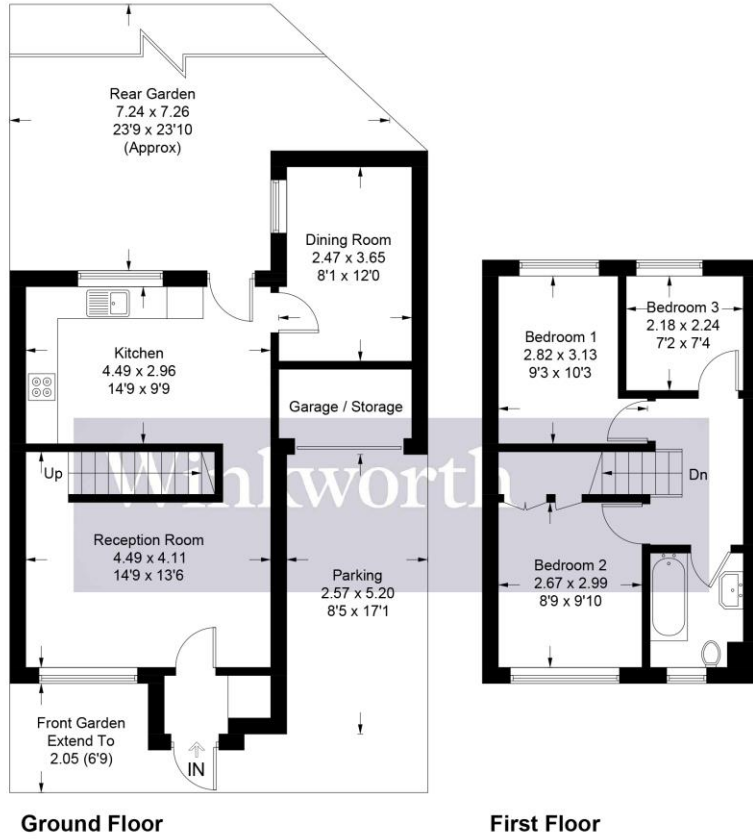 Rear Garden
7.24 x 7.26
23'9 x 23'10
(Approx)
Dining Room
2.47 x 3.65
8'1 x 12'0
Kitchen
4.49 x 2.96
14'9 x 9'9
Garage / Storage
Up
Winkworth
Reception Room
4.49 x 4.11
14'9 x 13'6
Parking
2.57 x 5.20
8'5 x 17'1
Front Garden
Extend To
2.05 (6'9)
IN
Ground Floor
Bedroom 1
2.82 x 3.13
9'3 x 10'3
Bedroom 3
2.18 x 2.24
7'2 x 7'4
Dn
Bedroom 2
2.67 x 2.99
8'9 x 9'10
First Floor